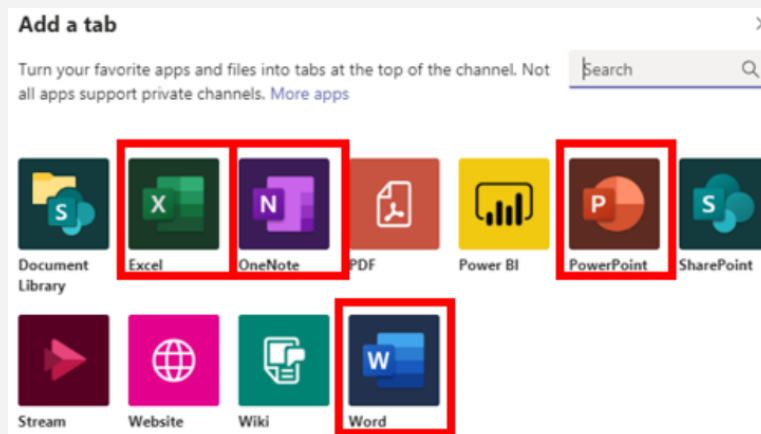 Add a tab
Turn your favorite apps and files into tabs at the top of the channel. Not
all apps support private channels. More apps
Search
S
X
N
P
S
Document
Library
Excel
OneNote
PDF
Power BI
PowerPoint
SharePoint
W
Stream
Website
Wiki
Word